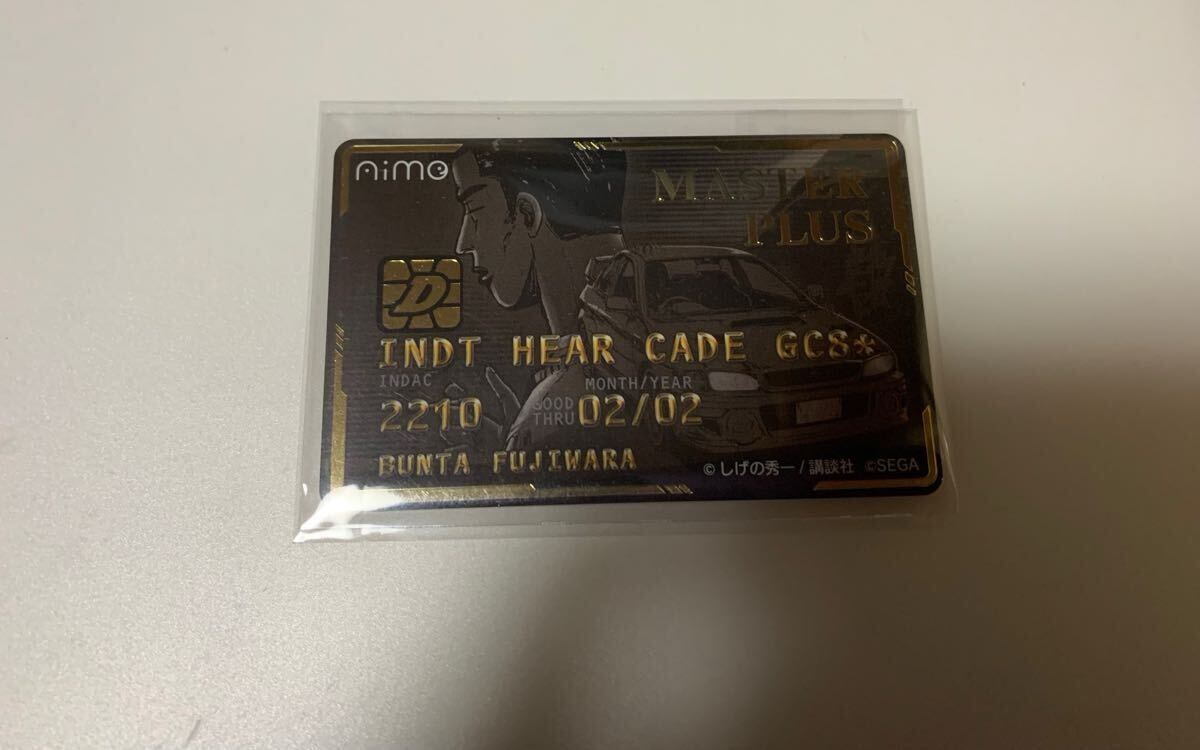 Aime
MASTER
PLUS
INDT HEAR CADE GC8*
INDAC
MONTH/YEAR
2210 GOOD THRU 02/02
BUNTA FUJIWARA
©しげの秀一/講談社 ©SEGA